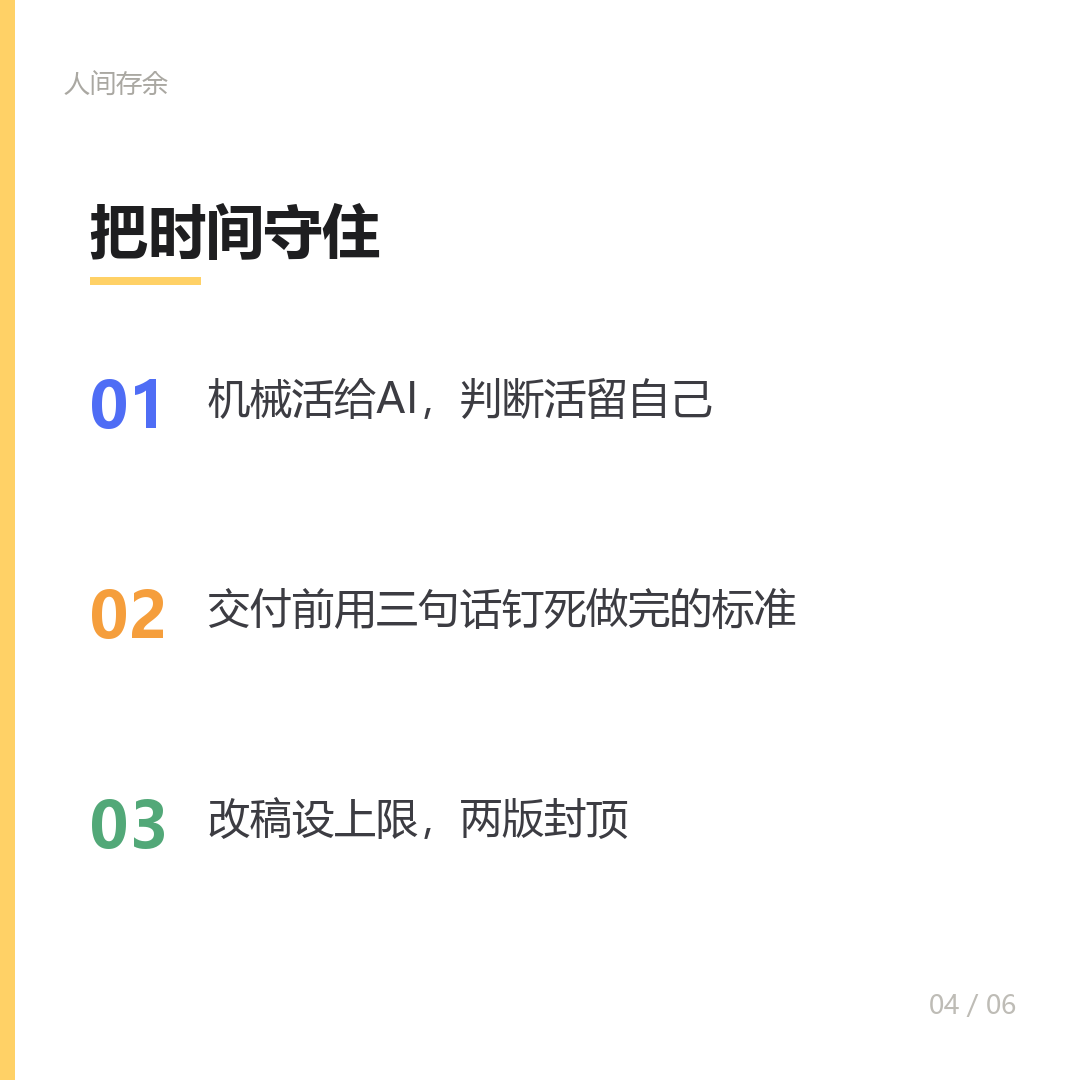 人间存余
把时间守住
01 机械活给AI，判断活留自己
02 交付前用三句话钉死做完的标准
03 改稿设上限，两版封顶
04 / 06